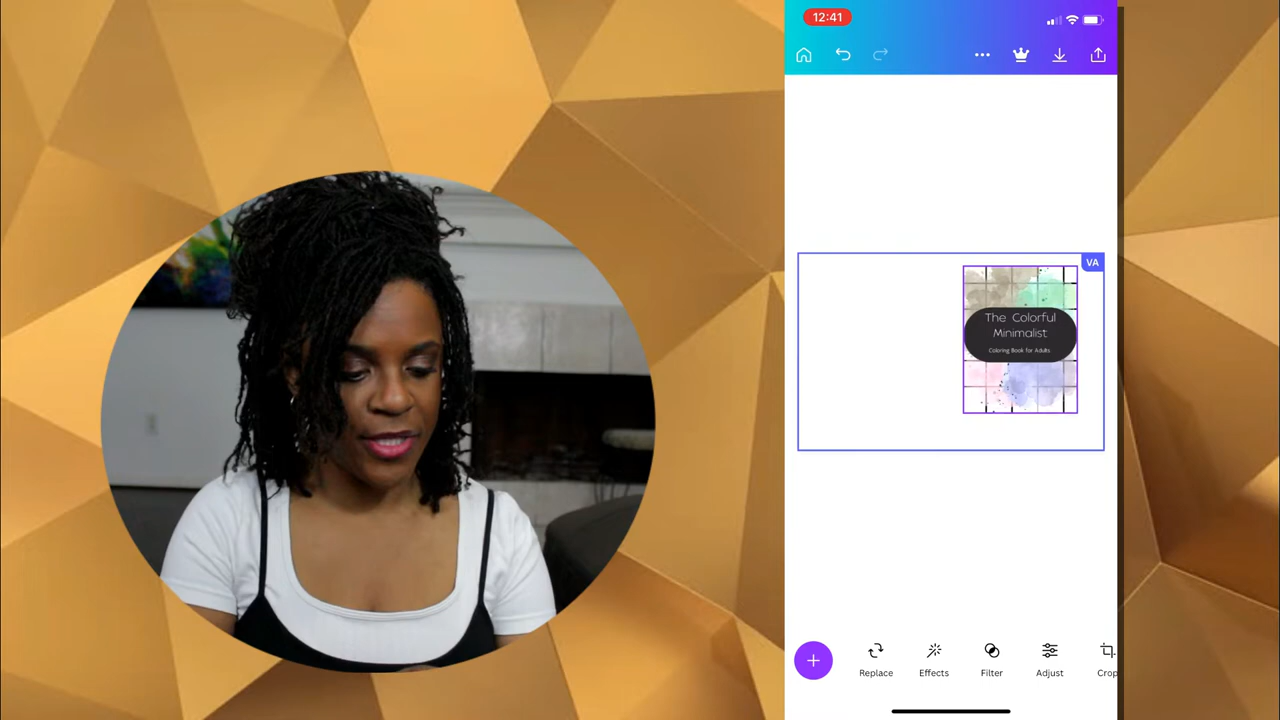 12:41
VA
The Colorful
Minimalist
Coloring Book for Adults
Replace
Effects
Filter
Adjust
Crop